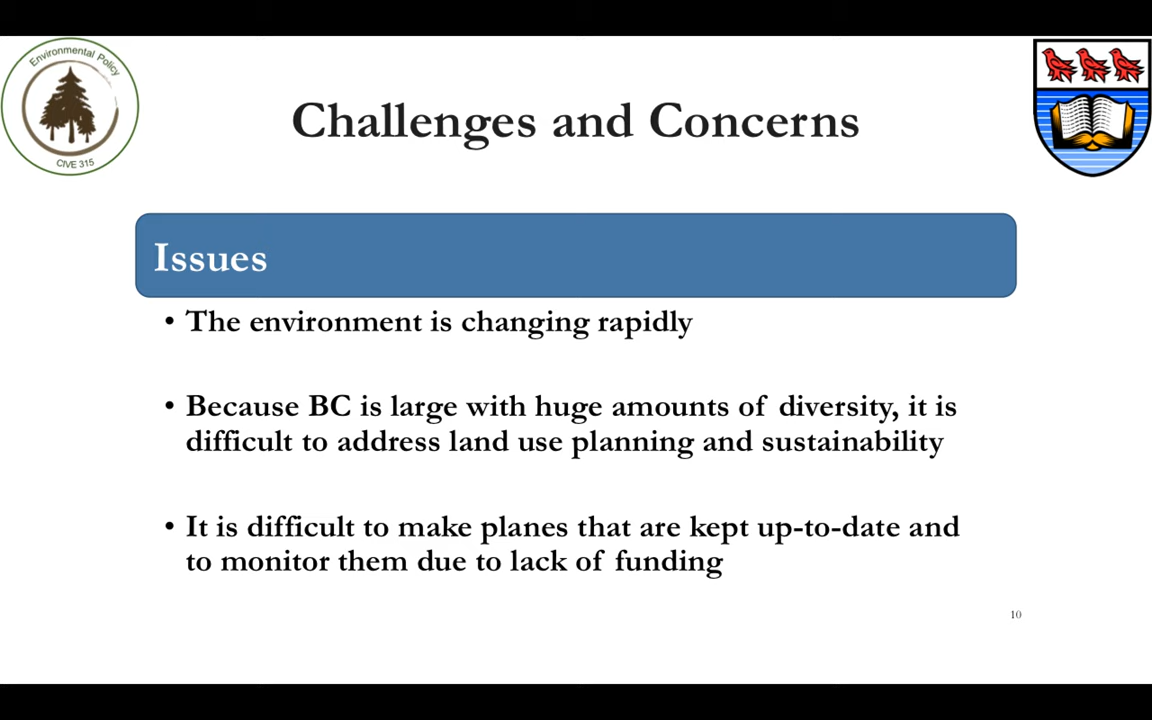 Environmental Policy
CIVE 315
Challenges and Concerns
Issues
• The environment is changing rapidly
• Because BC is large with huge amounts of diversity, it is
difficult to address land use planning and sustainability
• It is difficult to make planes that are kept up-to-date and
to monitor them due to lack of funding
10